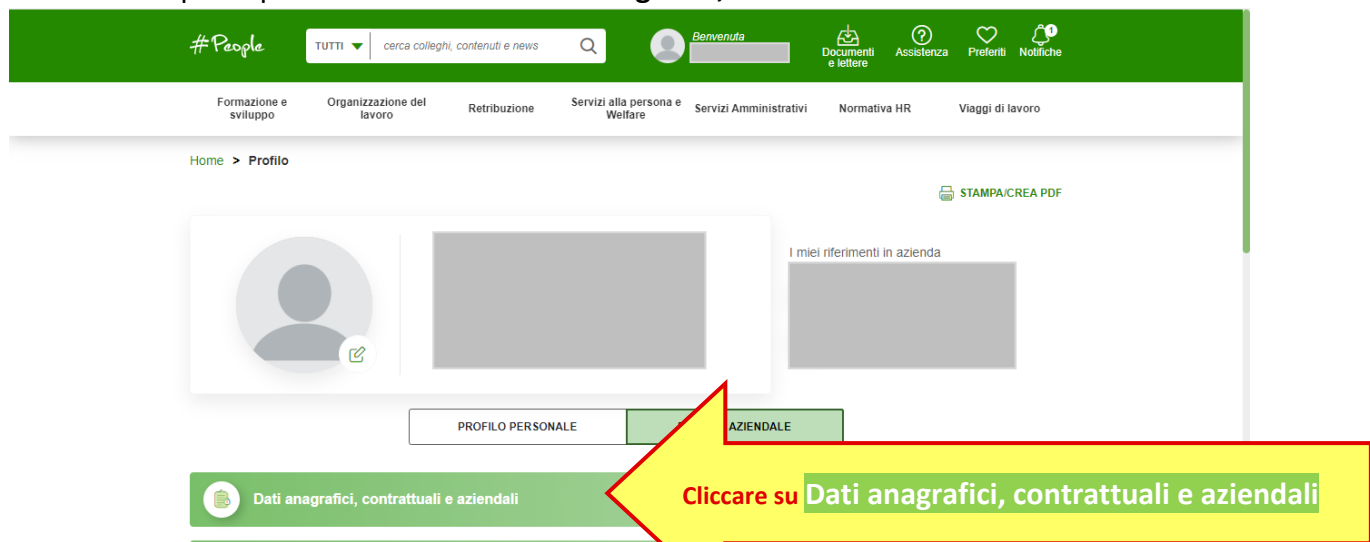 #People
TUTTI
cerca colleghi, contenuti e news
Benvenuta
Documenti e lettere
Assistenza
Preferiti
1
Notifiche
Formazione e sviluppo
Organizzazione del lavoro
Retribuzione
Servizi alla persona e Welfare
Servizi Amministrativi
Normativa HR
Viaggi di lavoro
Home > Profilo
STAMPA/CREA PDF
I miei riferimenti in azienda
PROFILO PERSONALE
AZIENDALE
Dati anagrafici, contrattuali e aziendali
Cliccare su Dati anagrafici, contrattuali e aziendali